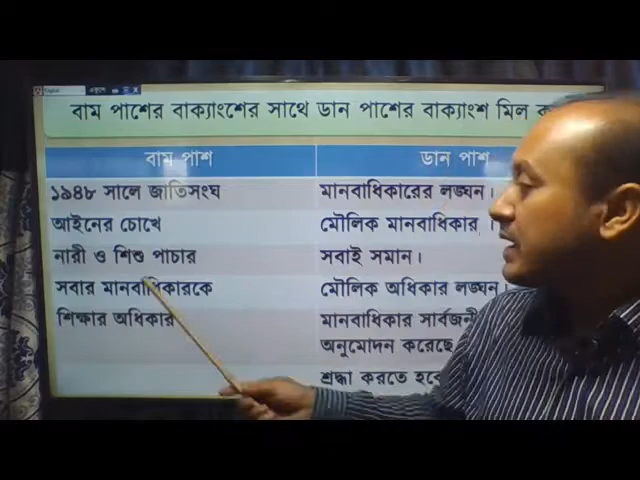 বাম পাশের বাক্যাংশের সাথে ডান পাশের বাক্যাংশ মিল
বাম পাশ
ডান পাশ
১৯৪৮ সালে জাতিসংঘ
মানবাধিকারের লঙ্ঘন।
আইনের চোখে
মৌলিক মানবাধিকার ।
নারী ও শিশু পাচার
সবাই সমান।
সবার মানবাধিকারকে
মৌলিক অধিকার লঙ্ঘন।
শিক্ষার অধিকার
মানবাধিকার
অনুমোদন করেছে
শ্রদ্ধা করতে হবে